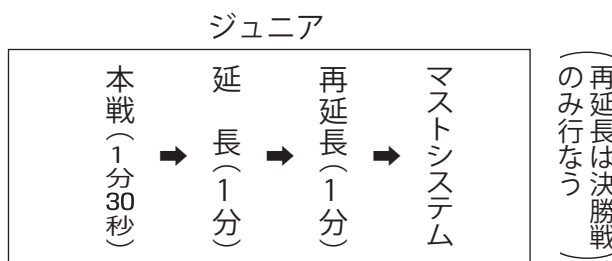 ジュニア
本戦(1分30秒)
➡
延 長(1分)
➡
再延長(1分)
➡
マストシステム
(再延長は決勝戦
のみ行なう)